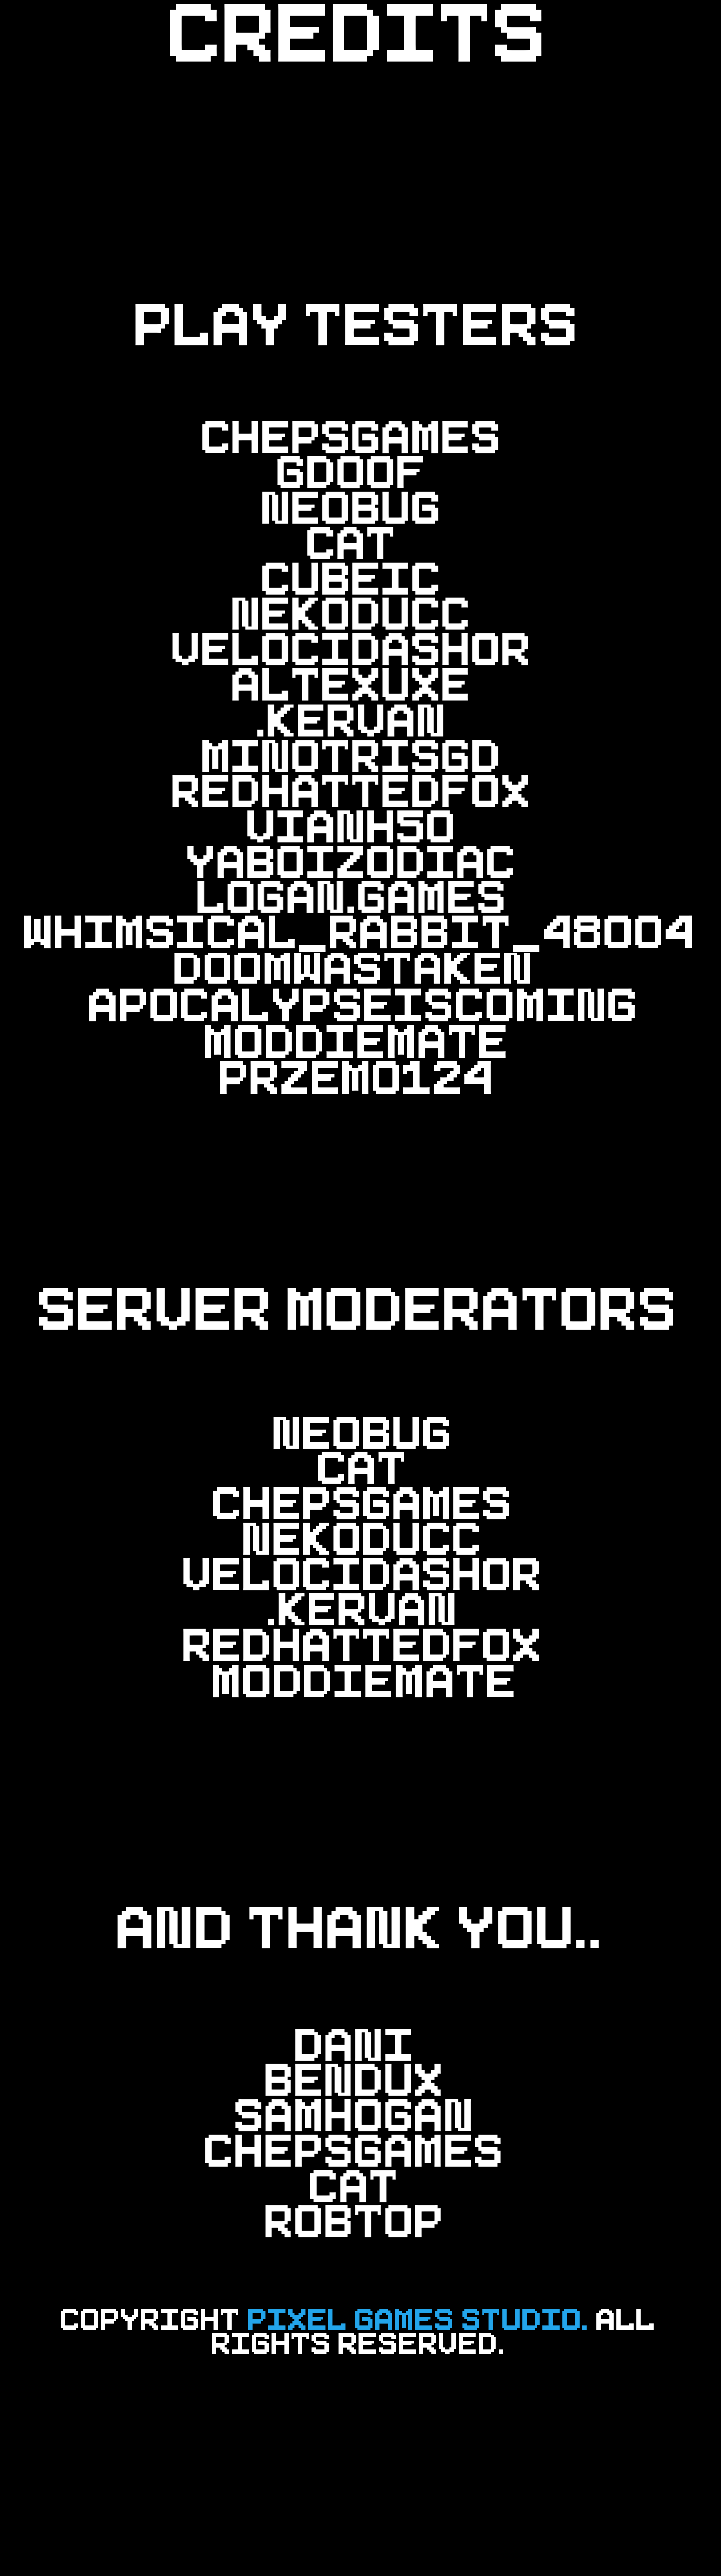 CREDITS
PLAY TESTERS
CHEPSGAMES
GDOOF
NEOBUG
CAT
CUBEIC
NEKODUCC
VELOCIDASHOR
ALTEXUXE
.KERVAN
MINOTRISGD
REDHATTEDFOX
VIANH50
YABOIZODIAC
LOGAN.GAMES
WHIMSICAL_RABBIT_48004
DOOMWASTAKEN
APOCALYPSEISCOMING
MODDIEMATE
PRZEMO124
SERVER MODERATORS
NEOBUG
CAT
CHEPSGAMES
NEKODUCC
VELOCIDASHOR
.KERVAN
REDHATTEDFOX
MODDIEMATE
AND THANK YOU..
DANI
BENDUX
SAMHOGAN
CHEPSGAMES
CAT
ROBTOP
COPYRIGHT PIXEL GAMES STUDIO. ALL
RIGHTS RESERVED.